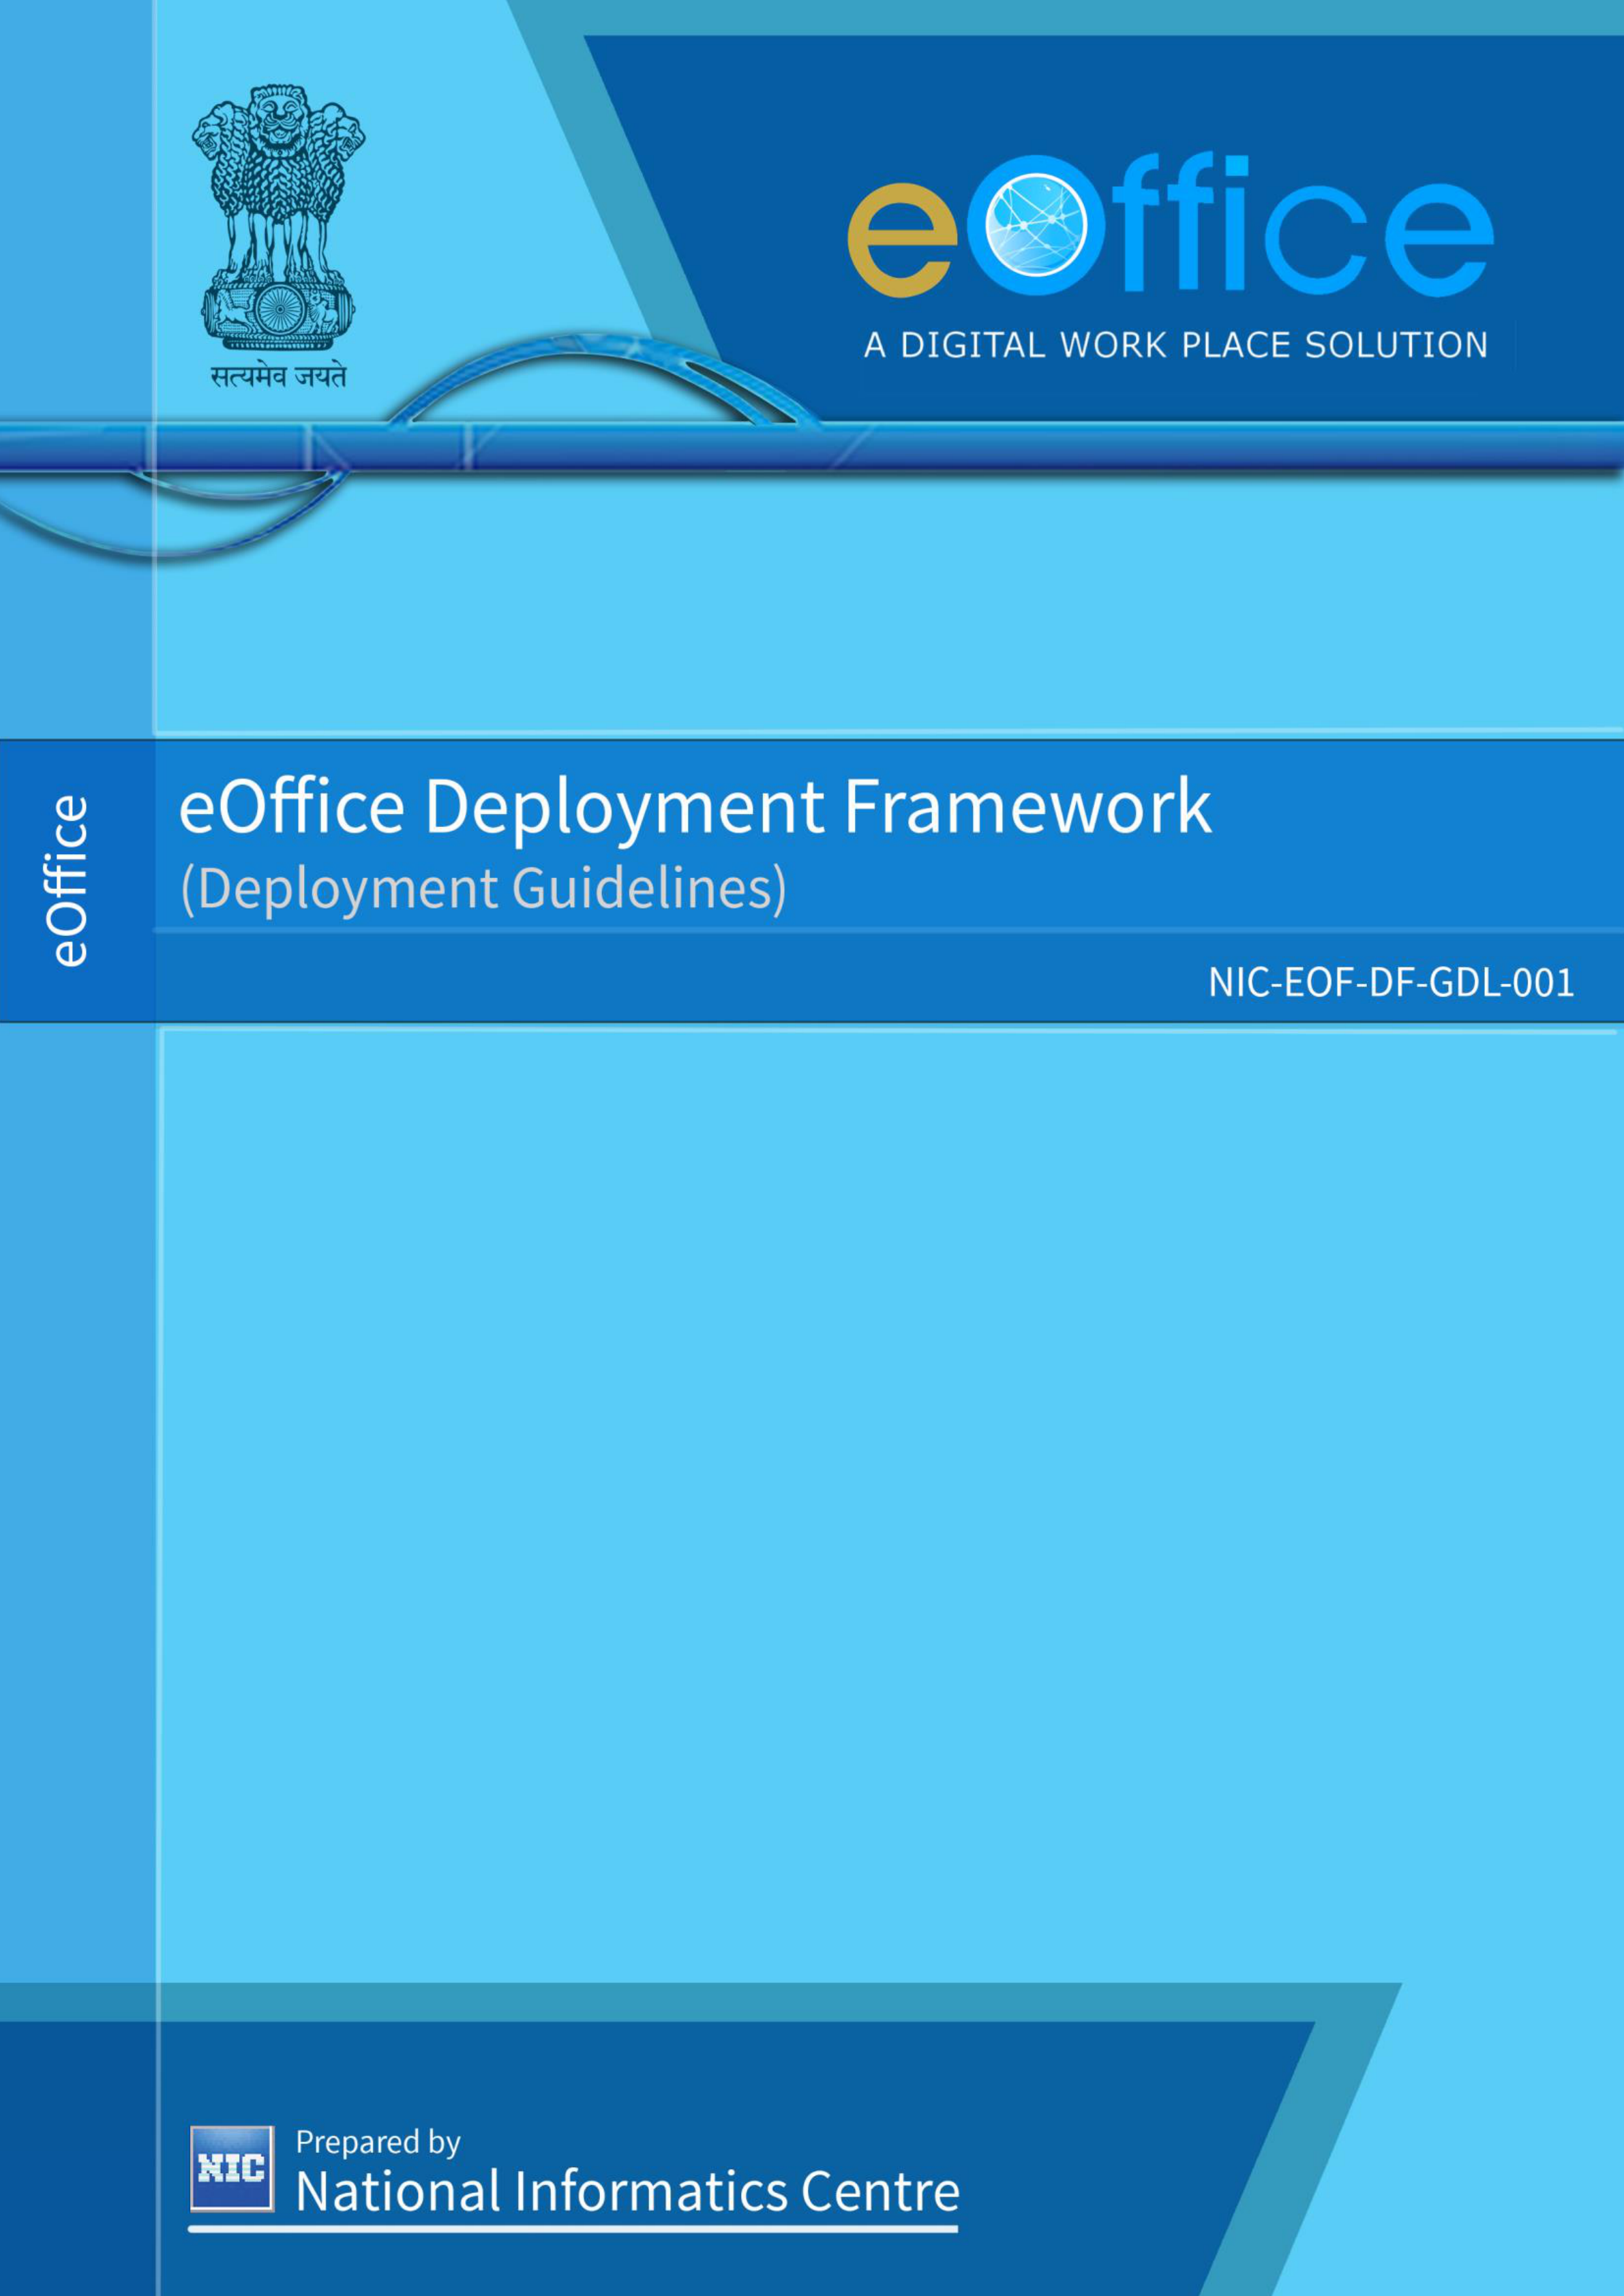 सत्यमेव जयते
eOffice
A DIGITAL WORK PLACE SOLUTION
eOffice
eOffice Deployment Framework
(Deployment Guidelines)
NIC-EOF-DF-GDL-001
NIC
Prepared by
National Informatics Centre